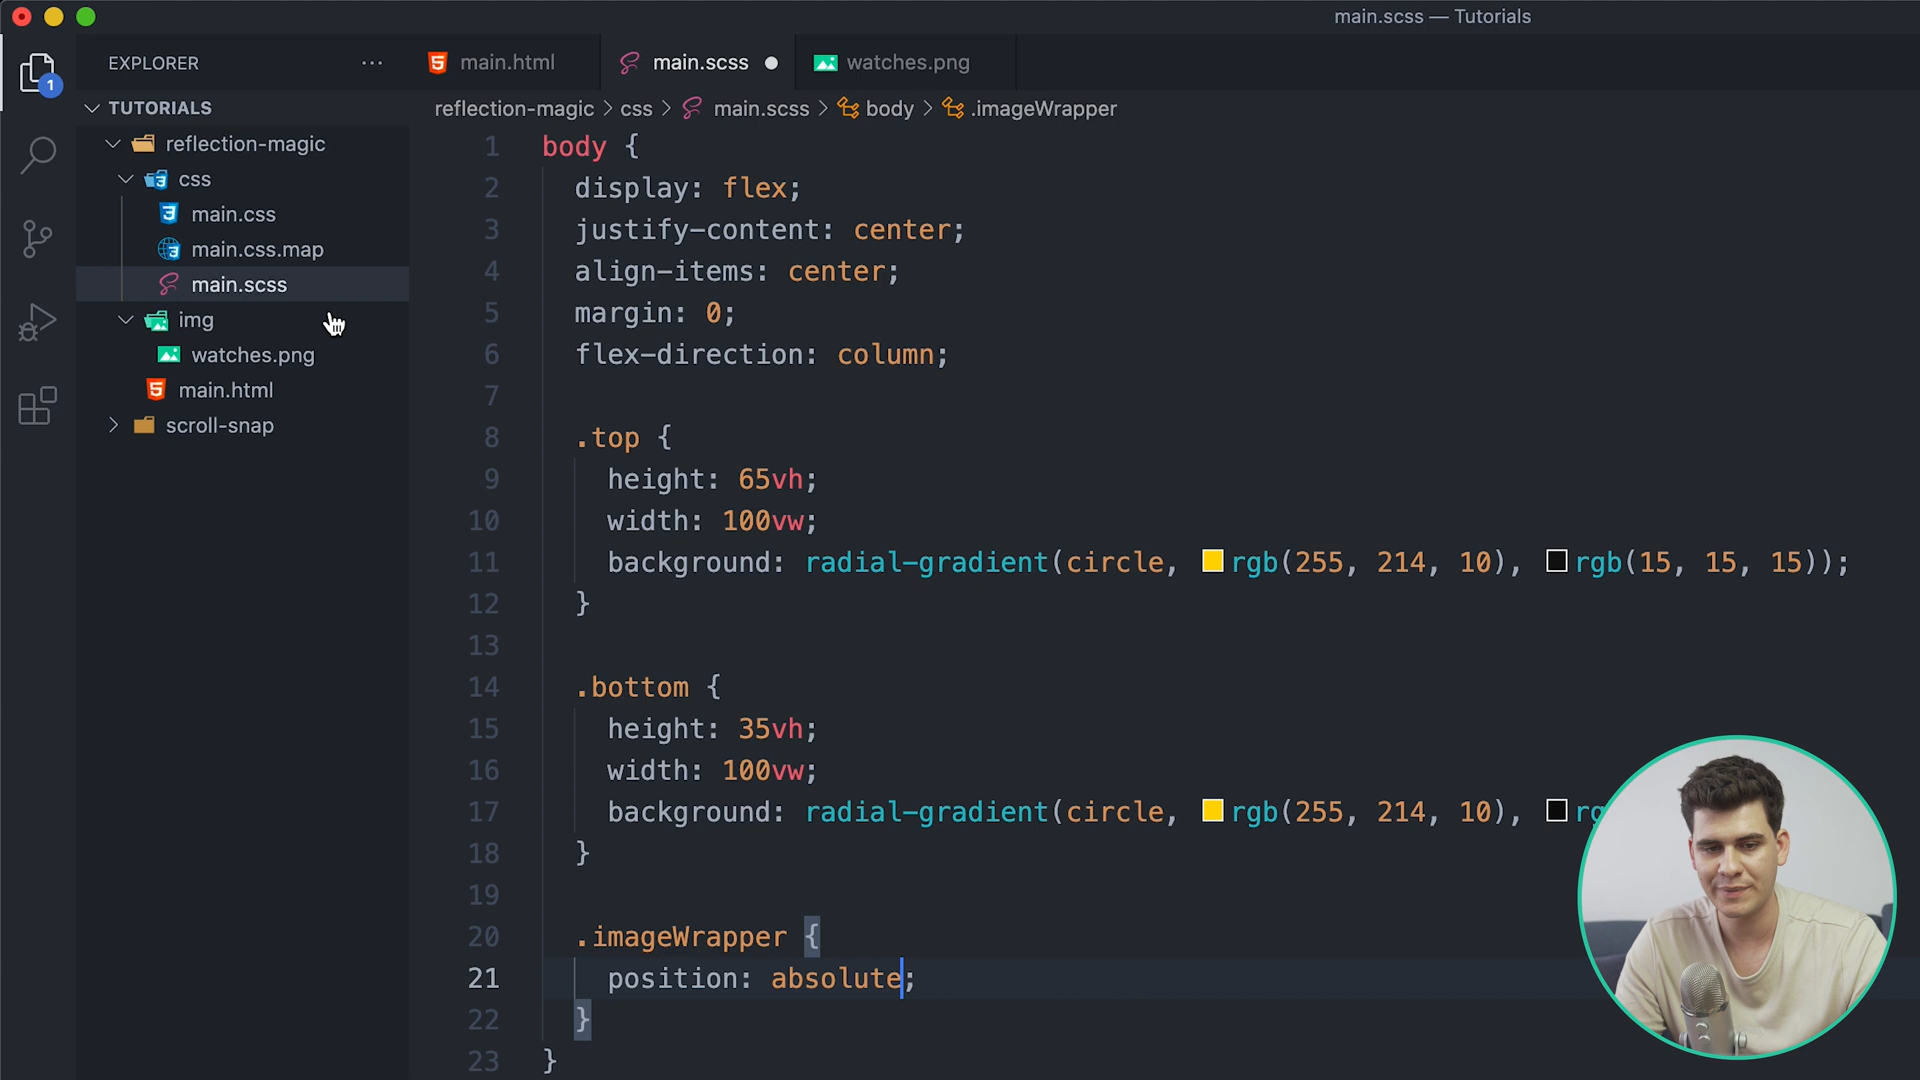 main.scss — Tutorials
1
EXPLORER
TUTORIALS
reflection-magic
css
main.css
main.css.map
main.scss
img
watches.png
main.html
scroll-snap
main.html
main.scss
watches.png
reflection-magic > css > main.scss > body > .imageWrapper
1 body {
2 display: flex;
3 justify-content: center;
4 align-items: center;
5 margin: 0;
6 flex-direction: column;
7
8 .top {
9 height: 65vh;
10 width: 100vw;
11 background: radial-gradient(circle, rgb(255, 214, 10), rgb(15, 15, 15));
12 }
13
14 .bottom {
15 height: 35vh;
16 width: 100vw;
17 background: radial-gradient(circle, rgb(255, 214, 10),
18 }
19
20 .imageWrapper {
21 position: absolute;
22 }
23 }